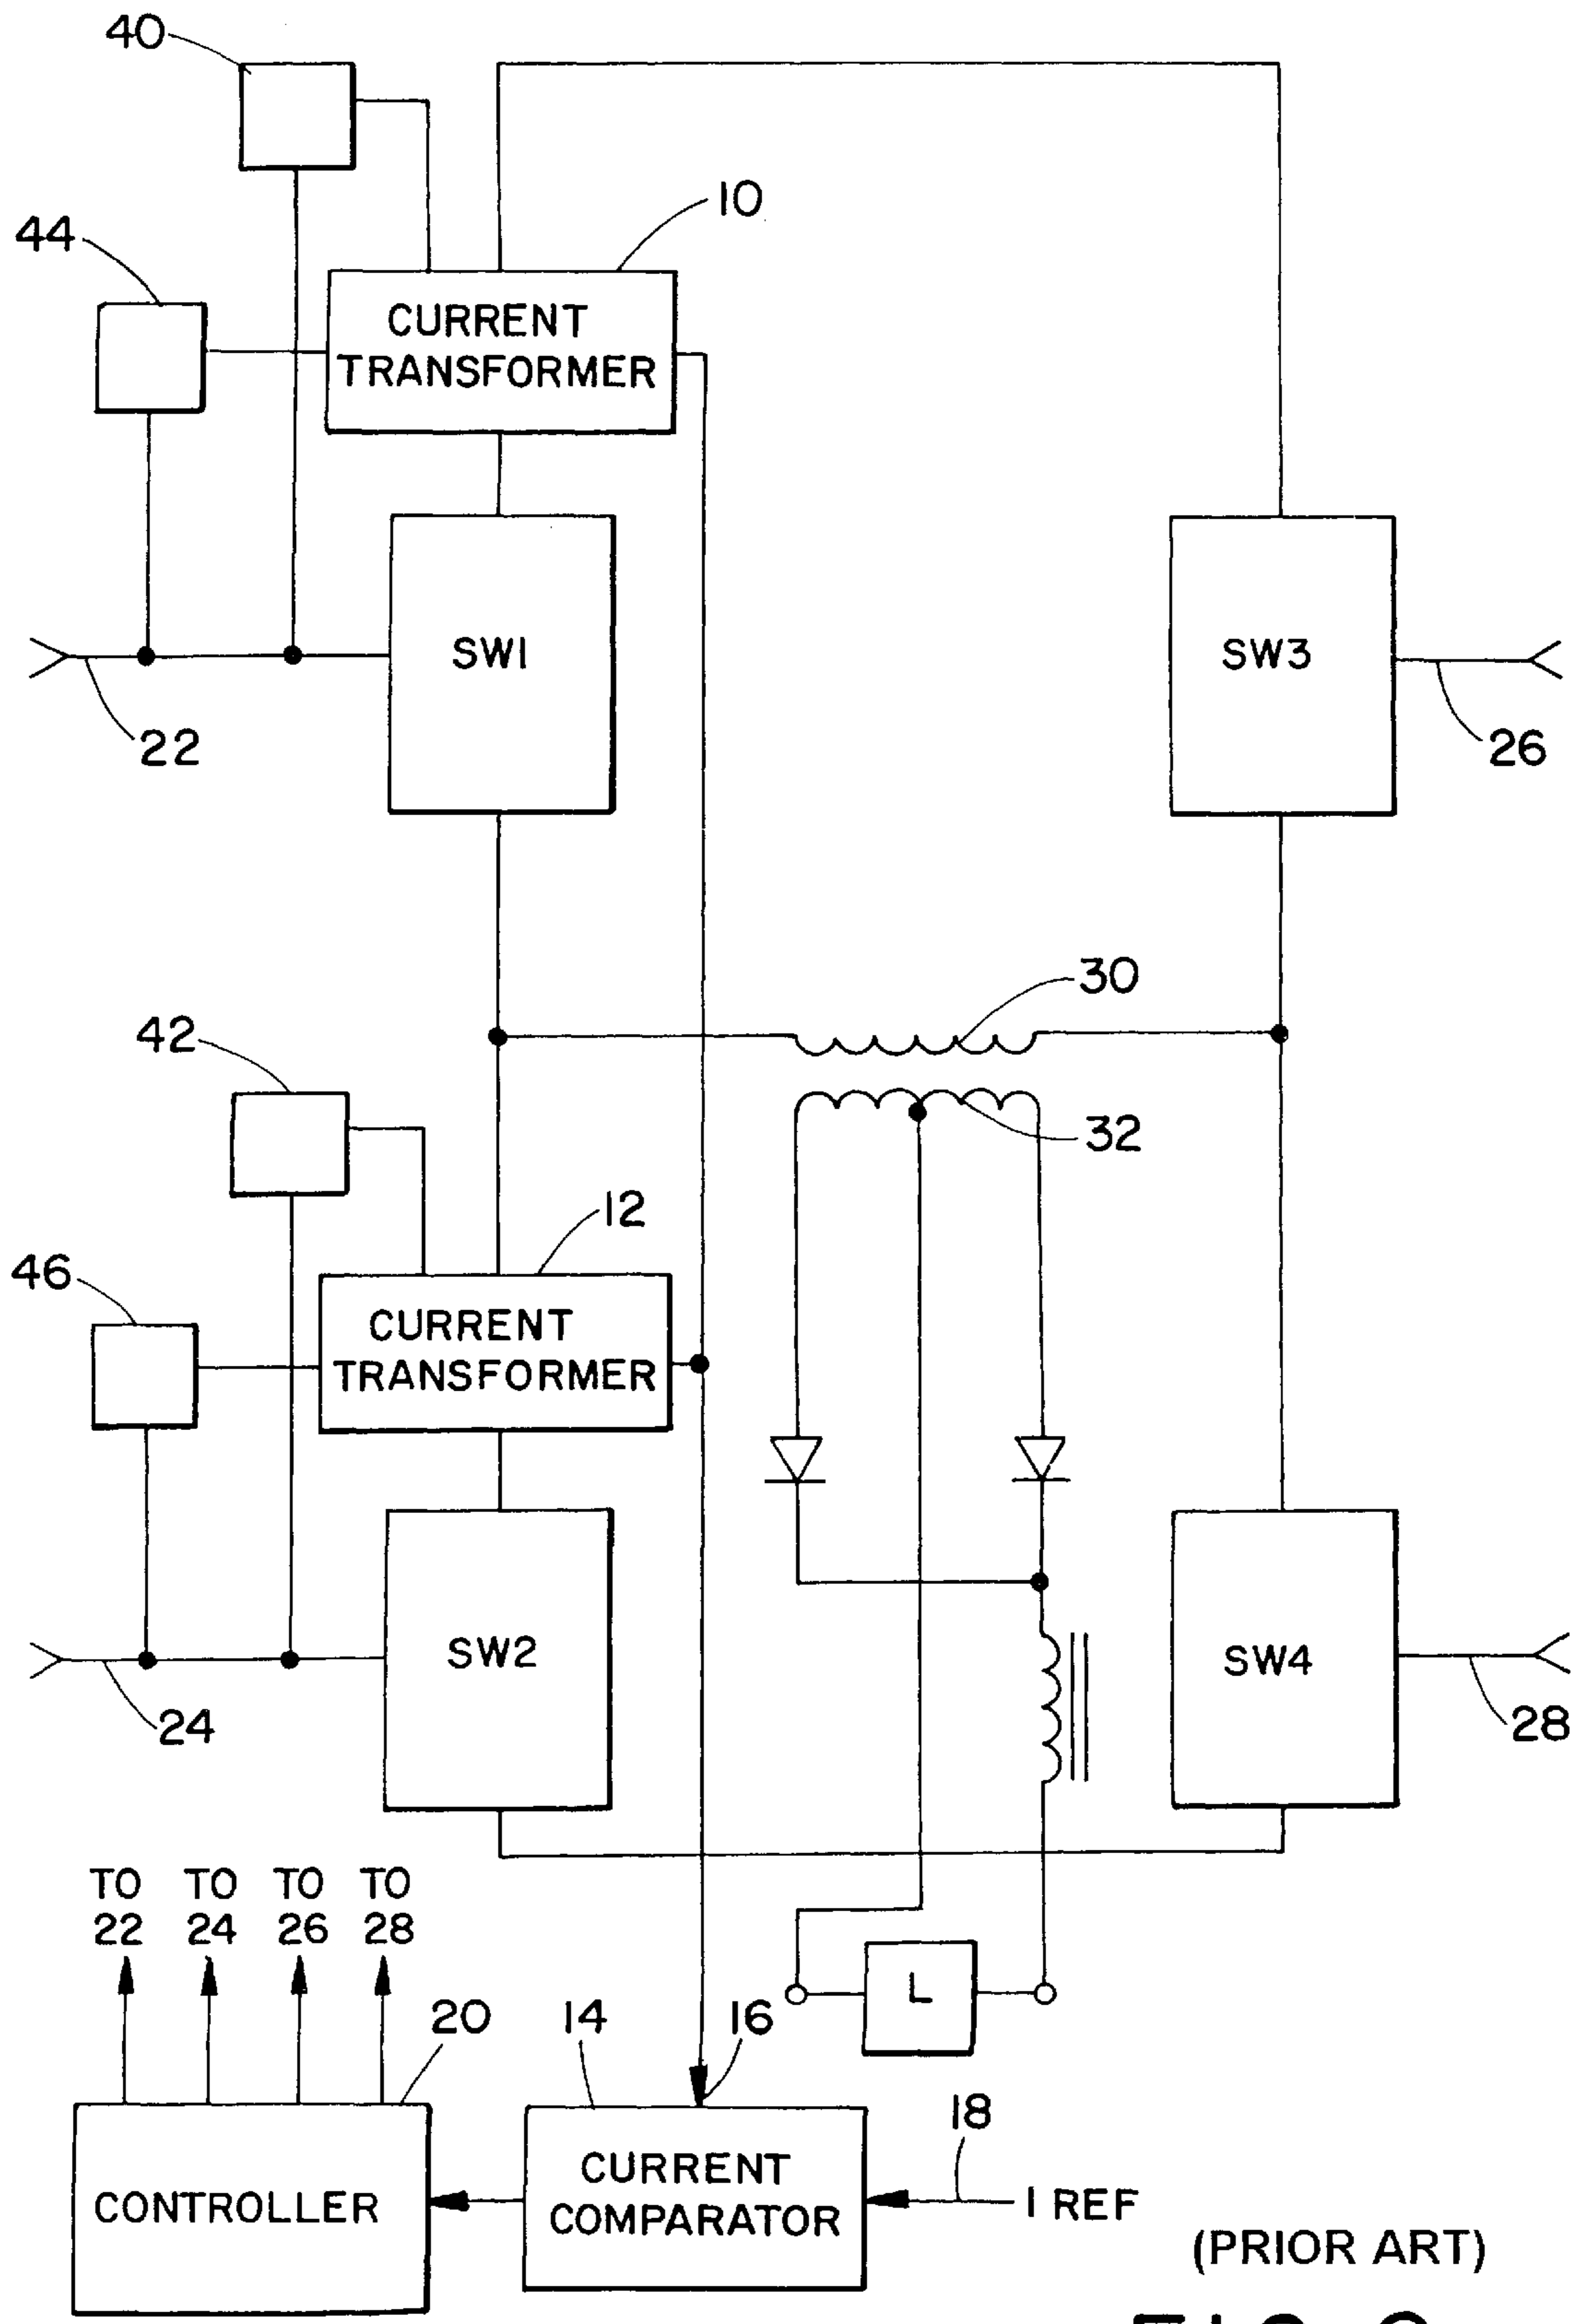 40
10
44
CURRENT
TRANSFORMER
SW1
SW3
22
26
30
42
32
12
46
CURRENT
TRANSFORMER
SW2
SW4
24
28
TO 22
TO 24
TO 26
TO 28
20
14
16
L
18
CONTROLLER
CURRENT
COMPARATOR
I REF
(PRIOR ART)